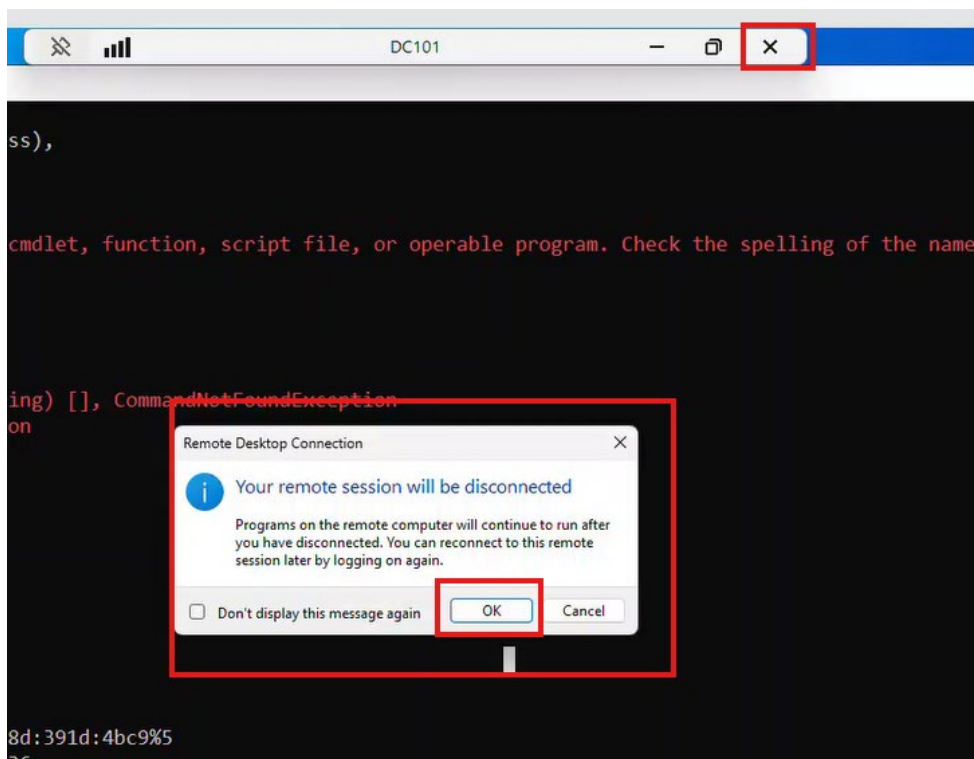 DC101
ss),
cmdlet, function, script file, or operable program. Check the spelling of the name
ing) [], CommandNotFoundException
on
Remote Desktop Connection
Your remote session will be disconnected
Programs on the remote computer will continue to run after
you have disconnected. You can reconnect to this remote
session later by logging on again.
Don't display this message again
OK
Cancel
8d:391d:4bc9%5